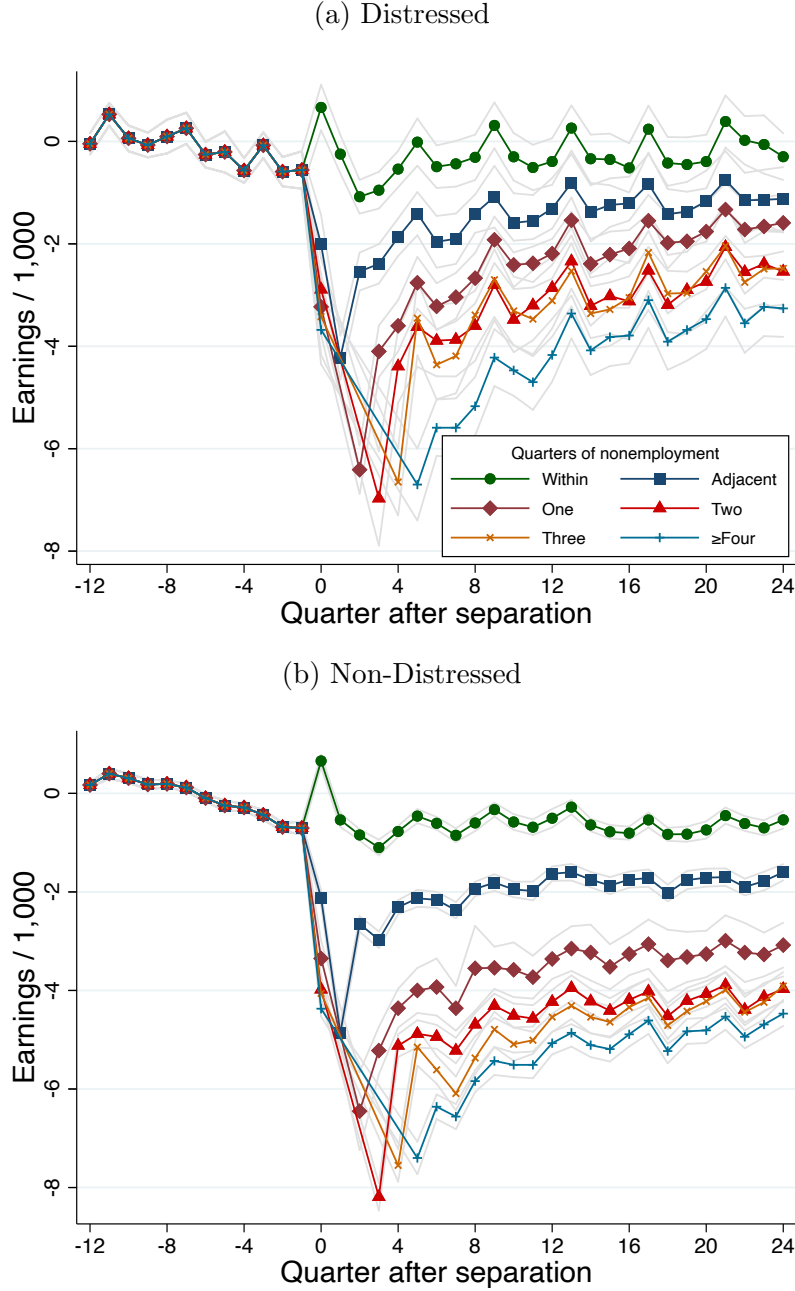 (a) Distressed
0
-2
-4
-6
-8
Earnings / 1,000
Quarters of nonemployment
Within Adjacent
One Two
Three ≥Four
-12 -8 -4 0 4 8 12 16 20 24
Quarter after separation
(b) Non-Distressed
0
-2
-4
-6
-8
Earnings / 1,000
-12 -8 -4 0 4 8 12 16 20 24
Quarter after separation